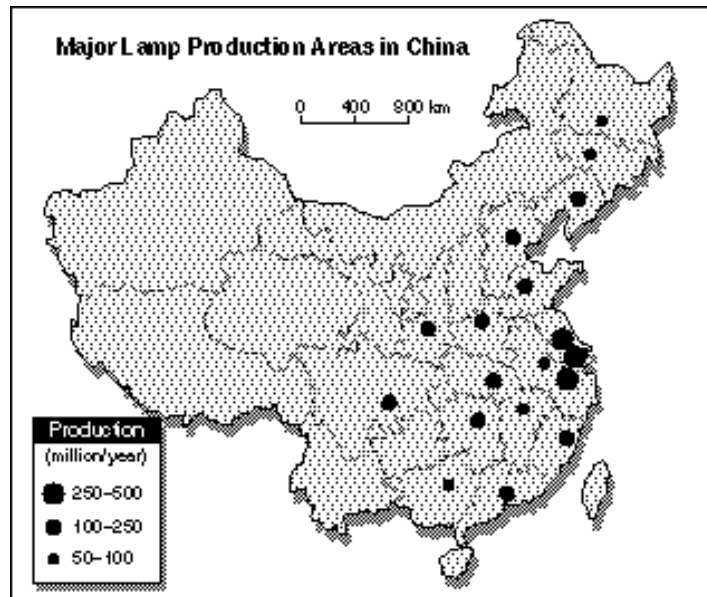 Major Lamp Production Areas in China
0 400 800 km
Production
(million/year)
250–500
100–250
50–100